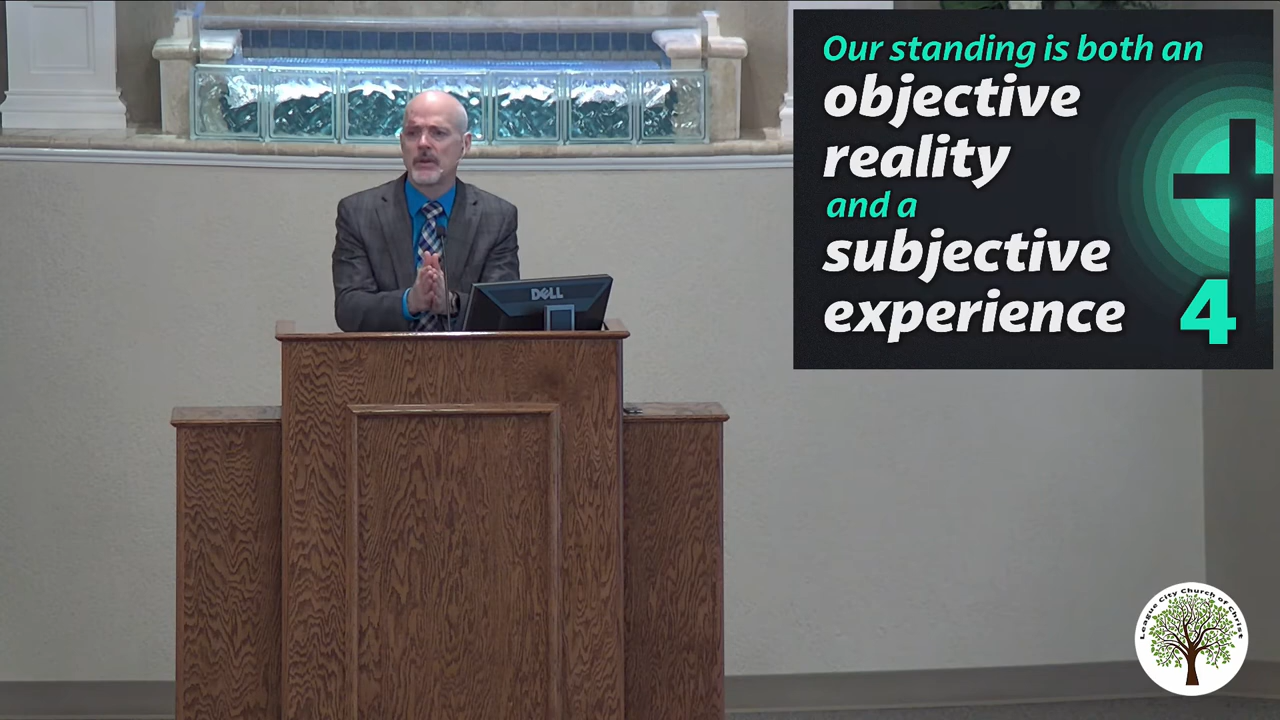 Our standing is both an
objective
reality
and a
subjective
experience
4
DELL
League City Church of Christ